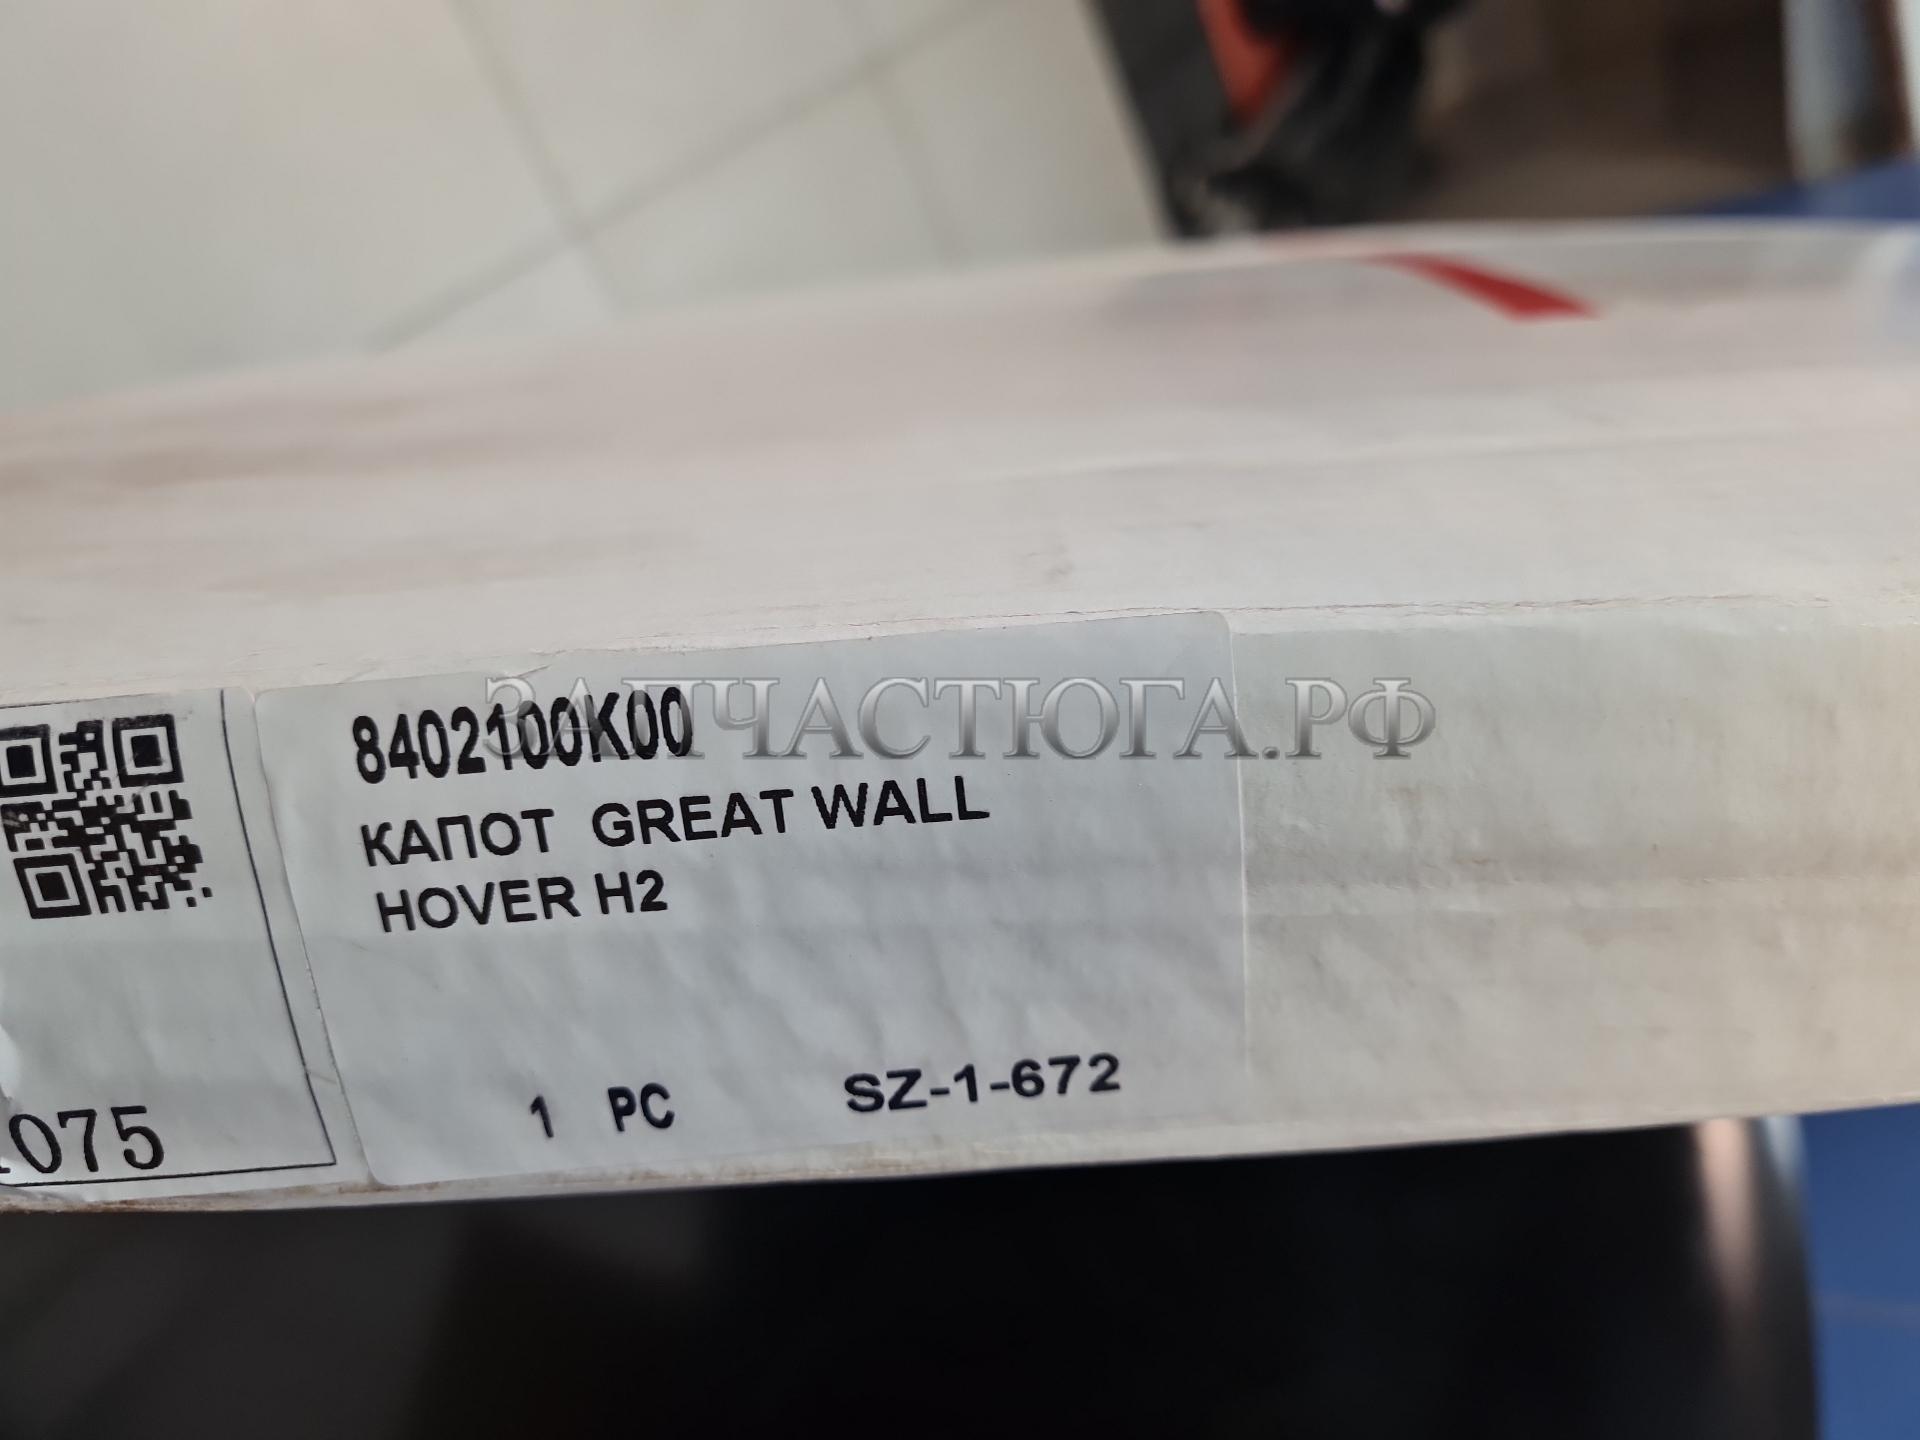 ЗАПЧАСТЮГА.РФ
8402100K00
КАПОТ GREAT WALL
HOVER H2
1 PC SZ-1-672
075